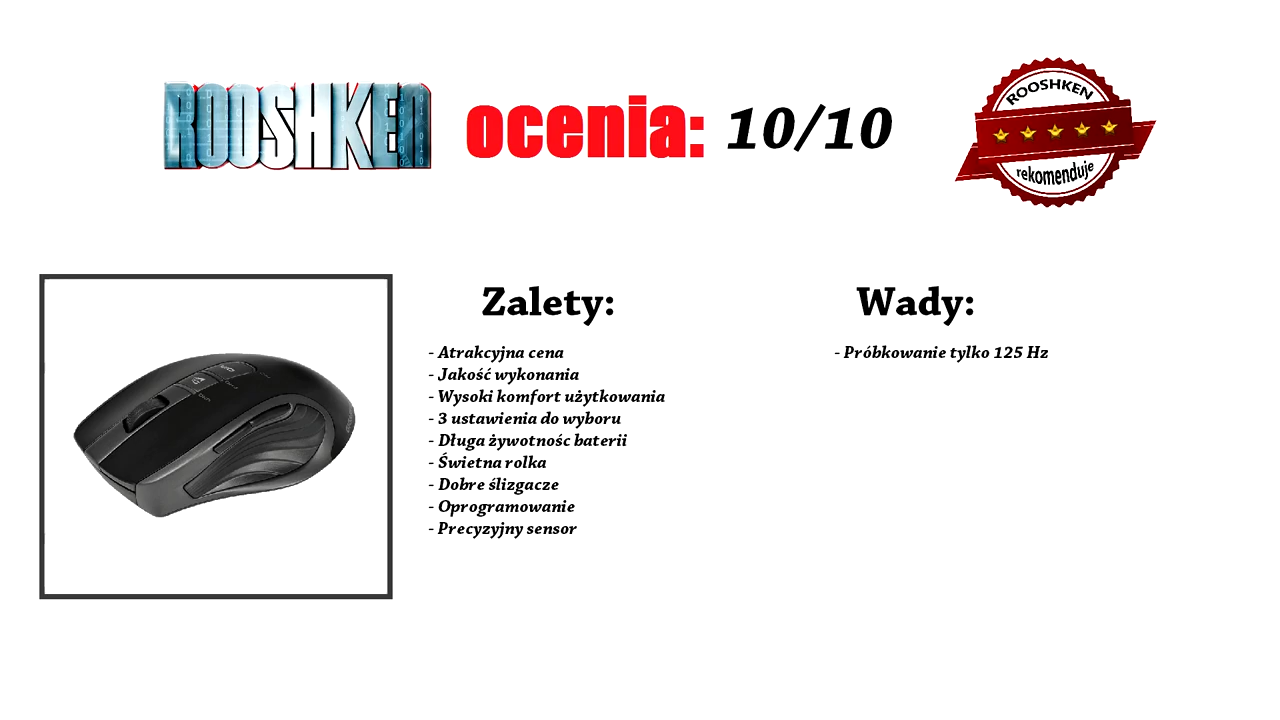 ROOSHKEN ocenia: 10/10
ROOSHKEN
rekomenduje
Zalety:
- Atrakcyjna cena
- Jakość wykonania
- Wysoki komfort użytkowania
- 3 ustawienia do wyboru
- Długa żywotnośc baterii
- Świetna rolka
- Dobre ślizgacze
- Oprogramowanie
- Precyzyjny sensor
Wady:
- Próbkowanie tylko 125 Hz